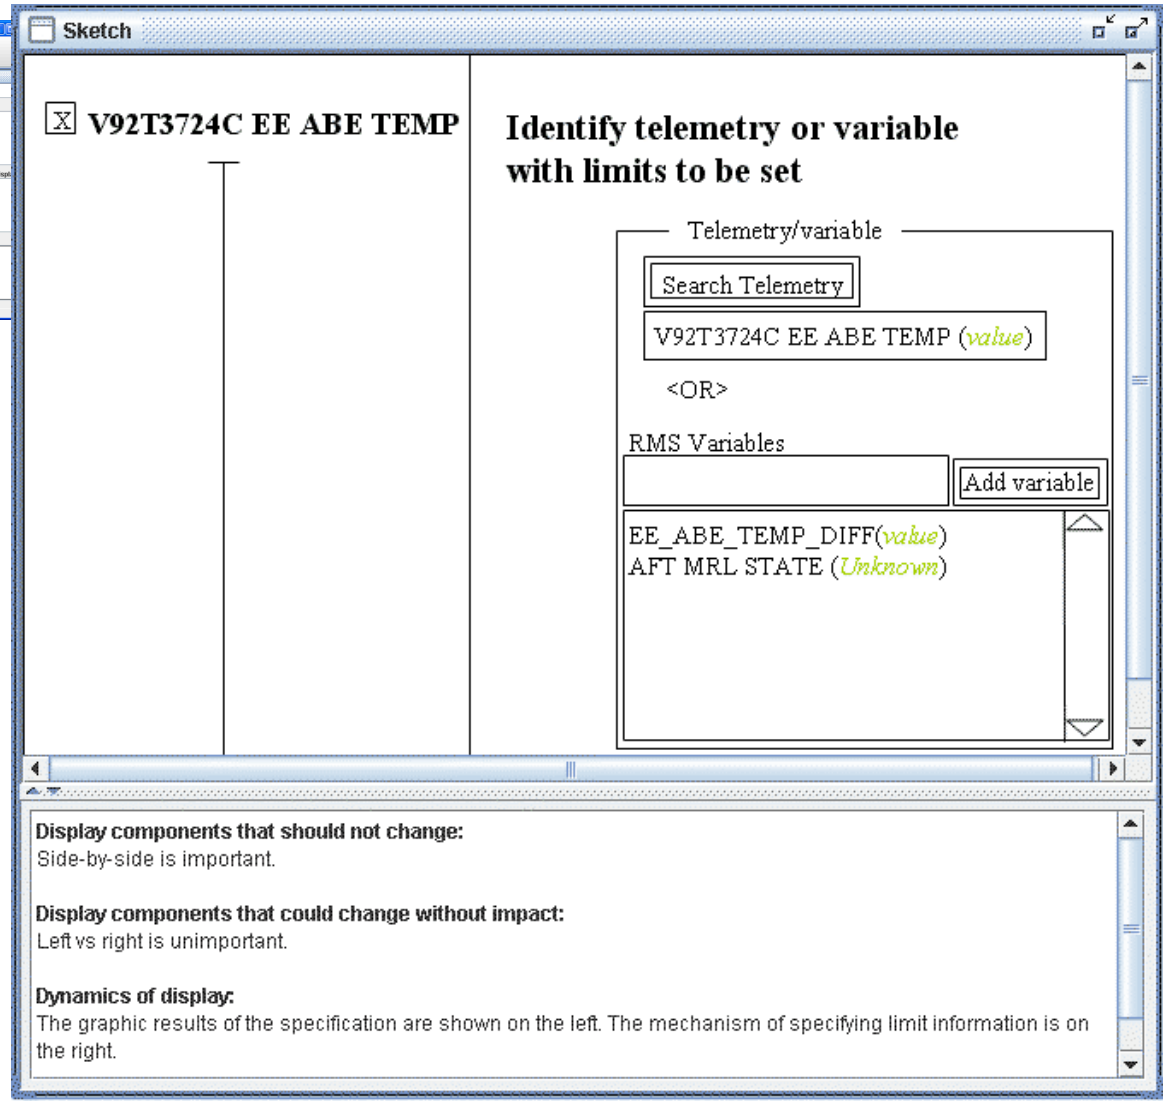 Sketch
X V92T3724C EE ABE TEMP
Identify telemetry or variable
with limits to be set
Telemetry/variable
Search Telemetry
V92T3724C EE ABE TEMP (value)
<OR>
RMS Variables
Add variable
EE_ABE_TEMP_DIFF(value)
AFT MRL STATE (Unknown)
Display components that should not change:
Side-by-side is important.
Display components that could change without impact:
Left vs right is unimportant.
Dynamics of display:
The graphic results of the specification are shown on the left. The mechanism of specifying limit information is on
the right.